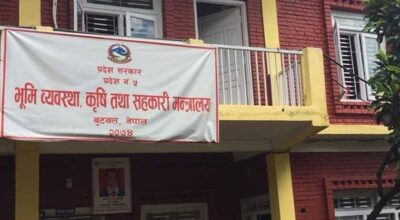 प्रदेश सरकार
प्रदेश नं. ५
भूमि व्यवस्था, कृषि तथा सहकारी मन्त्रालय
बुटवल, नेपाल
२०७४